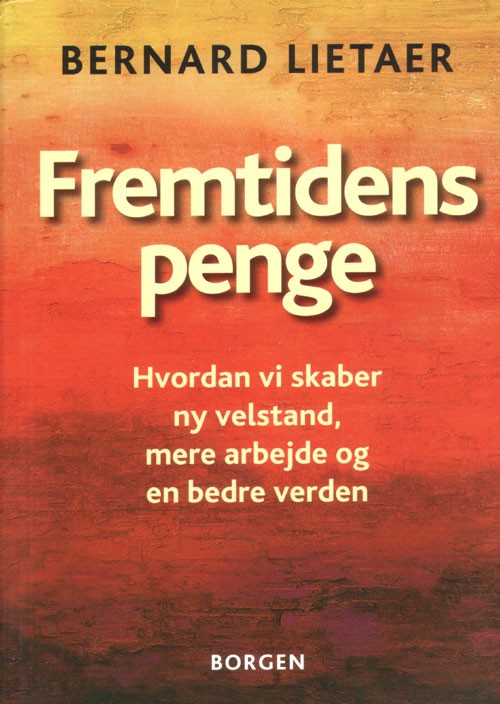 BERNARD LIETAER
Fremtidens
penge
Hvordan vi skaber
ny velstand,
mere arbejde og
en bedre verden
BORGEN